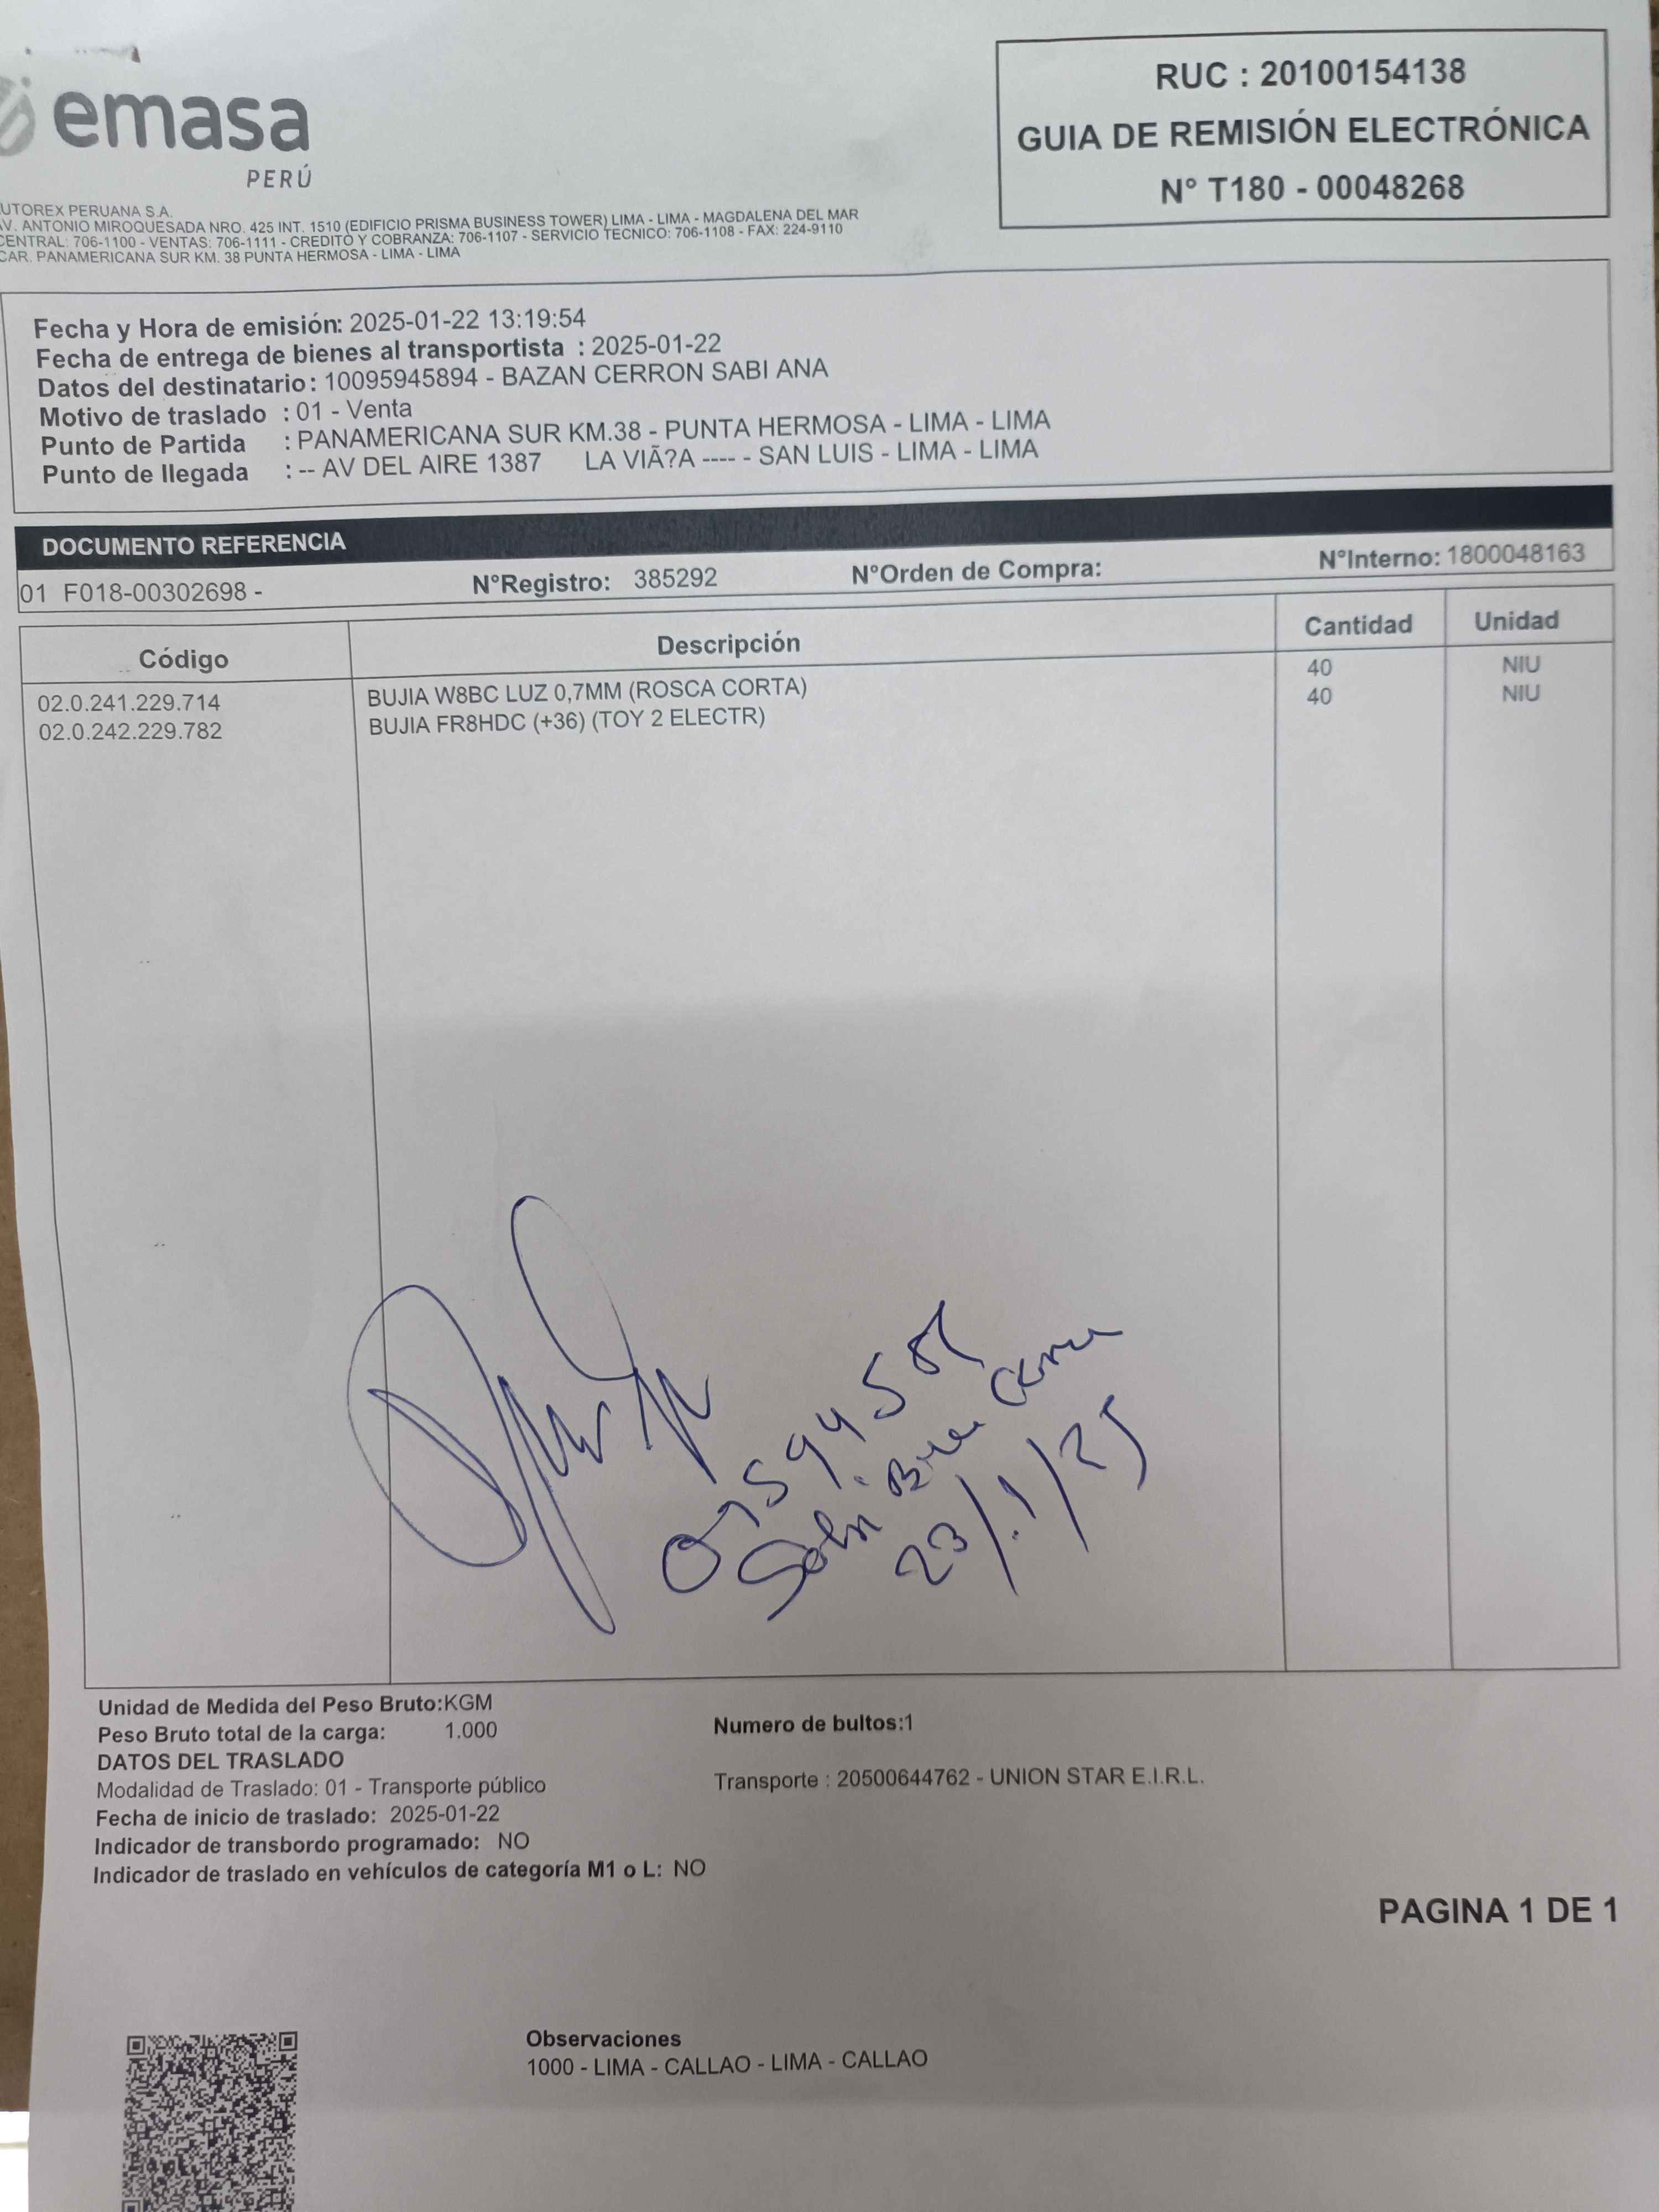 emasa
PERÚ
RUC : 20100154138
GUIA DE REMISIÓN ELECTRÓNICA
N° T180 - 00048268
UTOREX PERUANA S.A.
AV. ANTONIO MIROQUESADA NRO. 425 INT. 1510 (EDIFICIO PRISMA BUSINESS TOWER) LIMA - LIMA - MAGDALENA DEL MAR
CENTRAL: 706-1100 - VENTAS: 706-1111 - CREDITO Y COBRANZA: 706-1107 - SERVICIO TECNICO: 706-1108 - FAX: 224-9110
CAR. PANAMERICANA SUR KM. 38 PUNTA HERMOSA - LIMA - LIMA
Fecha y Hora de emisión: 2025-01-22 13:19:54
Fecha de entrega de bienes al transportista : 2025-01-22
Datos del destinatario: 10095945894 - BAZAN CERRON SABI ANA
Motivo de traslado : 01 - Venta
Punto de Partida : PANAMERICANA SUR KM.38 - PUNTA HERMOSA - LIMA - LIMA
Punto de llegada : -- AV DEL AIRE 1387 LA VIÃ?A ---- - SAN LUIS - LIMA - LIMA
DOCUMENTO REFERENCIA
01 F018-00302698 - N°Registro: 385292 N°Orden de Compra: N°Interno: 1800048163
Código Descripción Cantidad Unidad
02.0.241.229.714 BUJIA W8BC LUZ 0,7MM (ROSCA CORTA) 40 NIU
02.0.242.229.782 BUJIA FR8HDC (+36) (TOY 2 ELECTR) 40 NIU
23/.1/25
Unidad de Medida del Peso Bruto:KGM
Peso Bruto total de la carga: 1.000 Numero de bultos:1
DATOS DEL TRASLADO
Modalidad de Traslado: 01 - Transporte público Transporte : 20500644762 - UNION STAR E.I.R.L.
Fecha de inicio de traslado: 2025-01-22
Indicador de transbordo programado: NO
Indicador de traslado en vehículos de categoría M1 o L: NO
PAGINA 1 DE 1
Observaciones
1000 - LIMA - CALLAO - LIMA - CALLAO